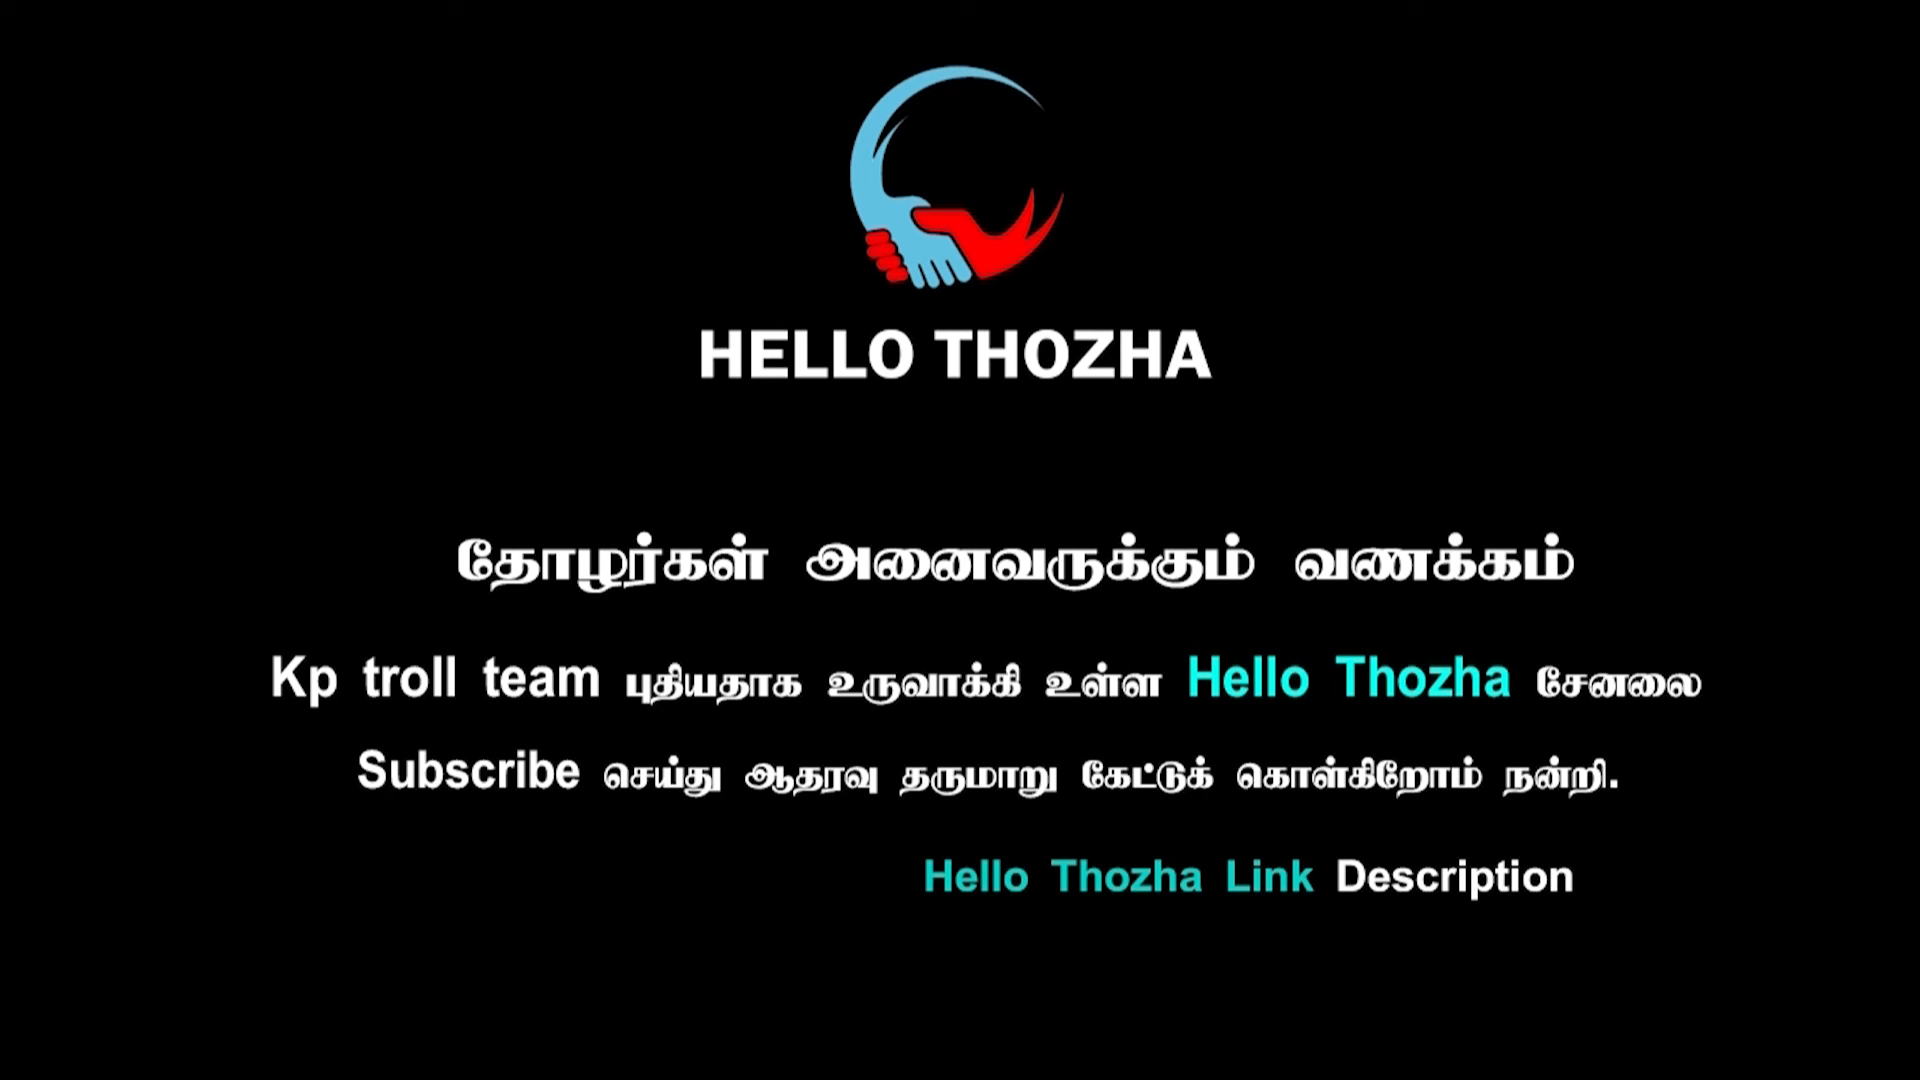 HELLO THOZHA
தோழர்கள் அனைவருக்கும் வணக்கம்
Kp troll team புதியதாக உருவாக்கி உள்ள Hello Thozha சேனலை
Subscribe செய்து ஆதரவு தருமாறு கேட்டுக் கொள்கிறோம் நன்றி.
Hello Thozha Link Description